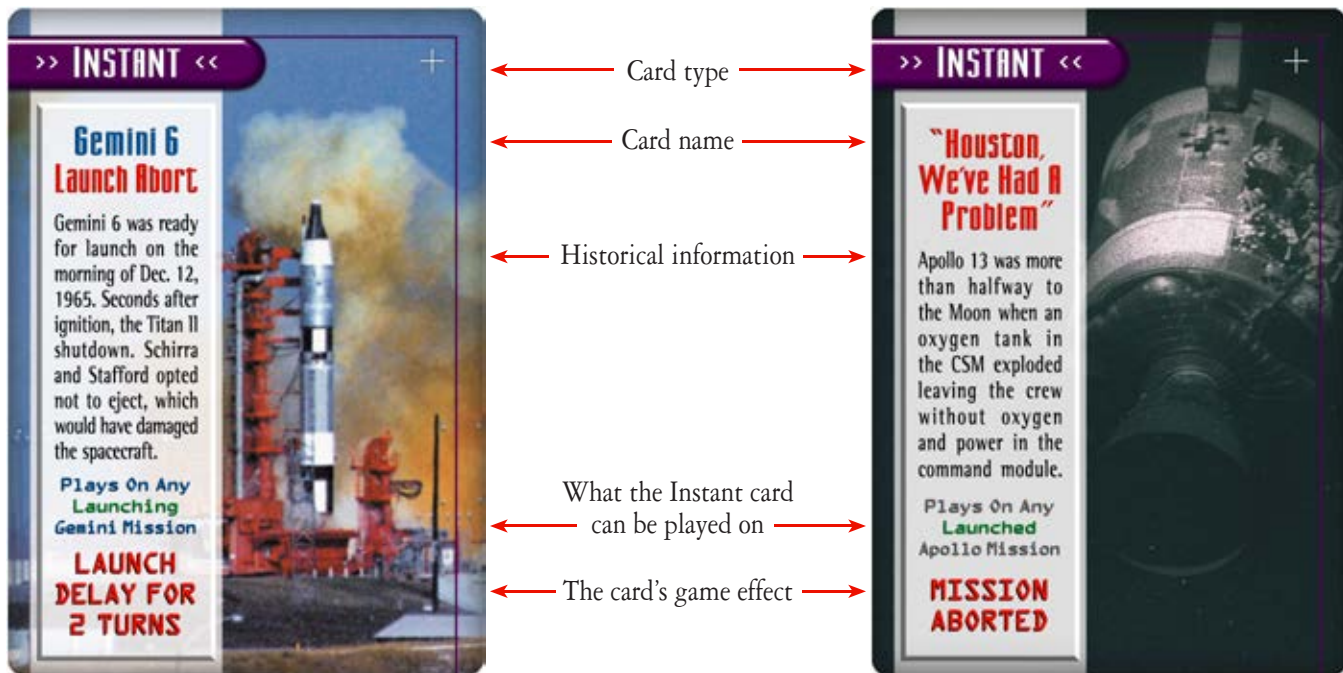 >> INSTANT <<
Gemini 6
Launch Abort
Gemini 6 was ready
for launch on the
morning of Dec. 12,
1965. Seconds after
ignition, the Titan II
shutdown. Schirra
and Stafford opted
not to eject, which
would have damaged
the spacecraft.
Plays On Any
Launching
Gemini Mission
LAUNCH
DELAY FOR
2 TURNS
Card type
Card name
Historical information
What the Instant card
can be played on
The card's game effect
>> INSTANT <<
"Houston,
We've Had A
Problem"
Apollo 13 was more
than halfway to
the Moon when an
oxygen tank in
the CSM exploded
leaving the crew
without oxygen
and power in the
command module.
Plays On Any
Launched
Apollo Mission
MISSION
ABORTED